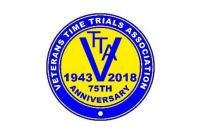 VETERANS TIME TRIALS ASSOCIATION
VTTA
1943 2018
75TH
ANNIVERSARY